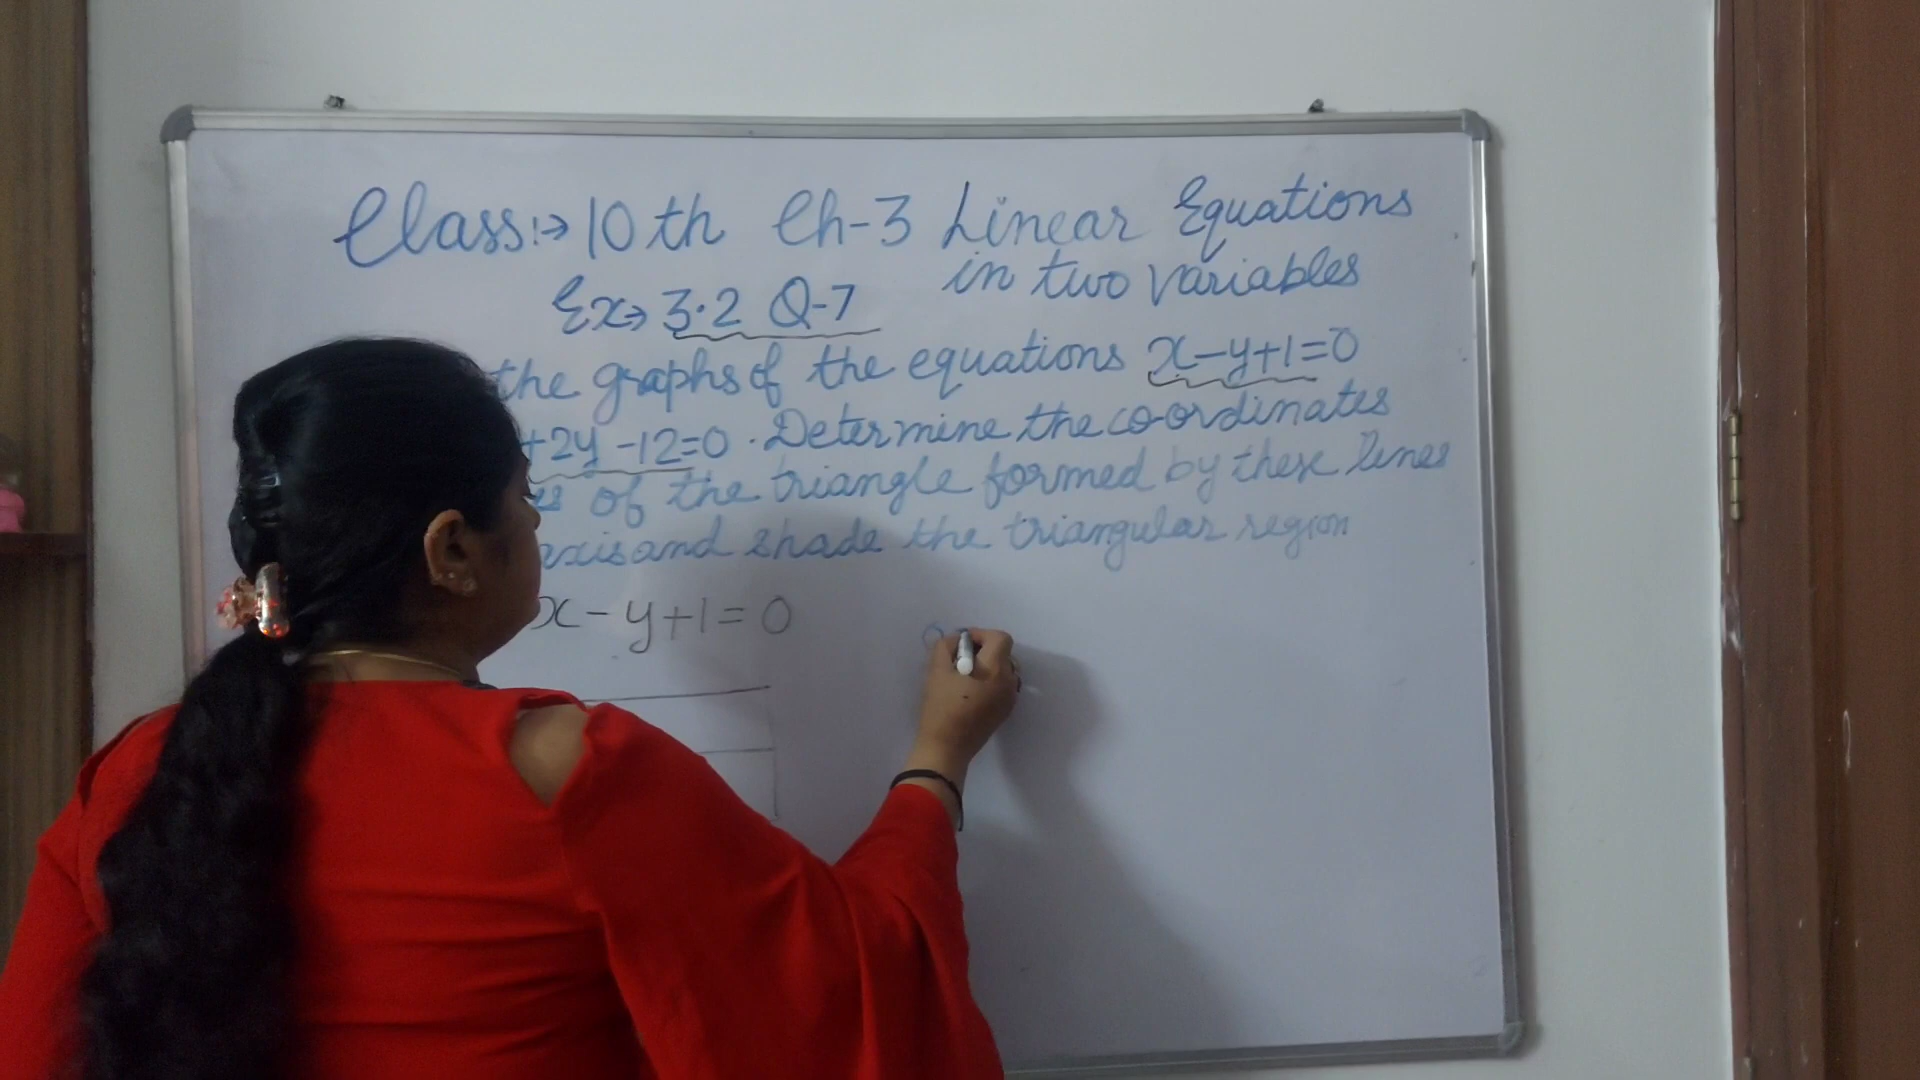 Class:→ 10th Ch-3 Linear Equations
in two variables
Ex→ 3.2 Q-7
the graphs of the equations x-y+1=0
+2y-12=0. Determine the co-ordinates
of the triangle formed by these lines
axis and shade the triangular region
x-y+1=0